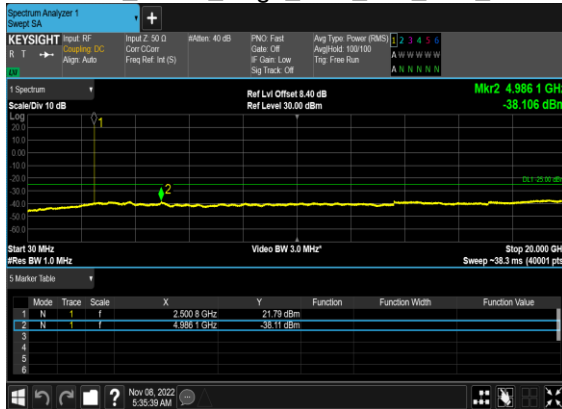 Spectrum Analyzer 1
Swept SA
+
KEYSIGHT Input: RF Input Z: 50 Ω #Atten: 40 dB PNO: Fast Avg Type: Power (RMS) 1 2 3 4 5 6
R T Coupling: DC Corr CCorr Gate: Off Avg|Hold: 100/100 A W W W W W
Align: Auto Freq Ref: Int (S) IF Gain: Low Trig: Free Run
LXI Sig Track: Off A N N N N N
1 Spectrum Ref Lvl Offset 8.40 dB Mkr2 4.986 1 GHz
Scale/Div 10 dB Ref Level 30.00 dBm -38.106 dBm
Log
20.0 1
10.0
0.00
-10.0
-20.0 DL1 -25.00 dBm
-30.0 2
-40.0
-50.0
-60.0
Start 30 MHz Video BW 3.0 MHz* Stop 20.000 GHz
#Res BW 1.0 MHz Sweep ~38.3 ms (40001 pts)
5 Marker Table
Mode Trace Scale X Y Function Function Width Function Value
1 N 1 f 2.500 8 GHz 21.79 dBm
2 N 1 f 4.986 1 GHz -38.11 dBm
3
4
5
6
? Nov 08, 2022
5:35:39 AM